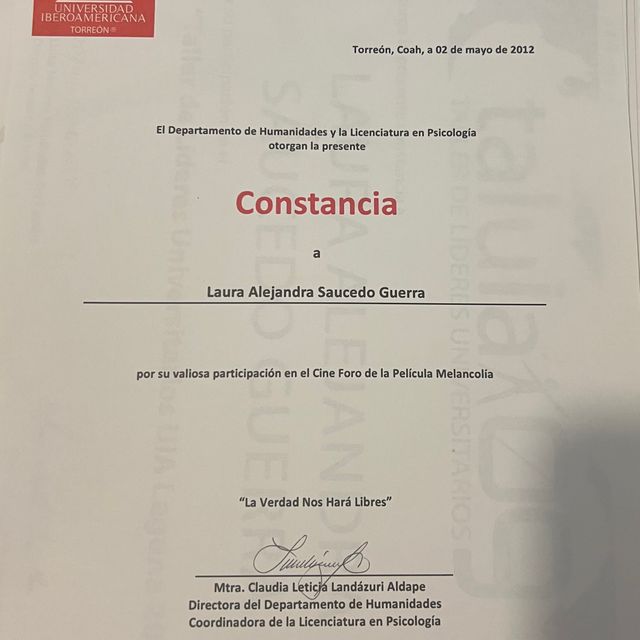 UNIVERSIDAD
IBEROAMERICANA
TORREÓN ®
Torreón, Coah, a 02 de mayo de 2012
El Departamento de Humanidades y la Licenciatura en Psicología
otorgan la presente
Constancia
a
Laura Alejandra Saucedo Guerra
por su valiosa participación en el Cine Foro de la Película Melancolía
“La Verdad Nos Hará Libres”
Mtra. Claudia Leticia Landázuri Aldape
Directora del Departamento de Humanidades
Coordinadora de la Licenciatura en Psicología